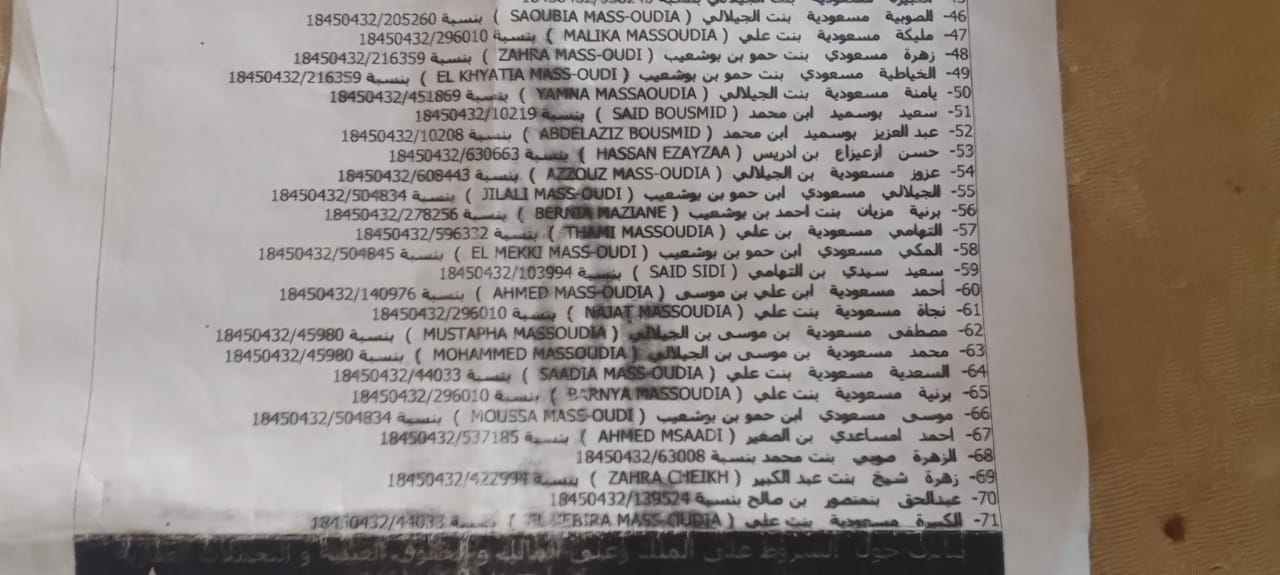 46- الصوبية مسعودية بنت الجيلالي ( SAOUBIA MASS-OUDIA ) بنسبة 18450432/205260
47- مليكة مسعودية بنت علي ( MALIKA MASSOUDIA ) بنسبة 18450432/296010
48- زهرة مسعودي بنت حمو بن بوشعيب ( ZAHRA MASS-OUDI ) بنسبة 18450432/216359
49- الخياطية مسعودي بنت حمو بن بوشعيب ( EL KHYATIA MASS-OUDI ) بنسبة 18450432/216359
50- يامنة مسعودية بنت الجيلالي ( YAMNA MASSAOUDIA ) بنسبة 18450432/451869
51- سعيد بوسميد ابن محمد ( SAID BOUSMID ) بنسبة 18450432/10219
52- عبد العزيز بوسميد ابن محمد ( ABDELAZIZ BOUSMID ) بنسبة 18450432/10208
53- حسن ازعيزاع بن ادريس ( HASSAN EZAYZAA ) بنسبة 18450432/630663
54- عزوز مسعودية بن الجيلالي ( AZZOUZ MASS-OUDIA ) بنسبة 18450432/608443
55- الجيلالي مسعودي ابن حمو بن بوشعيب ( JILALI MASS-OUDI ) بنسبة 18450432/504834
56- برنية مزيان بنت احمد بن بوشعيب ( BERNIA MAZIANE ) بنسبة 18450432/278256
57- التهامي مسعودية بن علي ( THAMI MASSOUDIA ) بنسبة 18450432/596332
58- المكي مسعودي ابن حمو بن بوشعيب ( EL MEKKI MASS-OUDI ) بنسبة 18450432/504845
59- سعيد سيدي بن التهامي ( SAID SIDI ) بنسبة 18450432/103994
60- أحمد مسعودية ابن علي بن موسى ( AHMED MASS-OUDIA ) بنسبة 18450432/140976
61- نجاة مسعودية بنت علي ( NAJAT MASSOUDIA ) بنسبة 18450432/296010
62- مصطفى مسعودية بن موسى بن الجيلالي ( MUSTAPHA MASSOUDIA ) بنسبة 18450432/45980
63- محمد مسعودية بن موسى بن الجيلالي ( MOHAMMED MASSOUDIA ) بنسبة 18450432/45980
64- السعدية مسعودية بنت علي ( SAADIA MASS-OUDIA ) بنسبة 18450432/44033
65- برنية مسعودية بنت علي ( BARNYA MASSOUDIA ) بنسبة 18450432/296010
66- موسى مسعودي ابن حمو بن بوشعيب ( MOUSSA MASS-OUDI ) بنسبة 18450432/504834
67- احمد امساعدي بن الصغير ( AHMED MSAADI ) بنسبة 18450432/537185
68- الزهرة صوبي بنت محمد بنسبة 18450432/63008
69- زهرة شيخ بنت عبد الكبير ( ZAHRA CHEIKH ) بنسبة 18450432/422994
70- عبدالحق بنمنصور بن صالح بنسبة 18450432/139524
71- الكبيرة مسعودية بنت علي ( EL KEBIRA MASS-OUDIA ) بنسبة 18450432/44033
حول الشروط على الملك وعلى المالك والحقوق العينية و التحملات